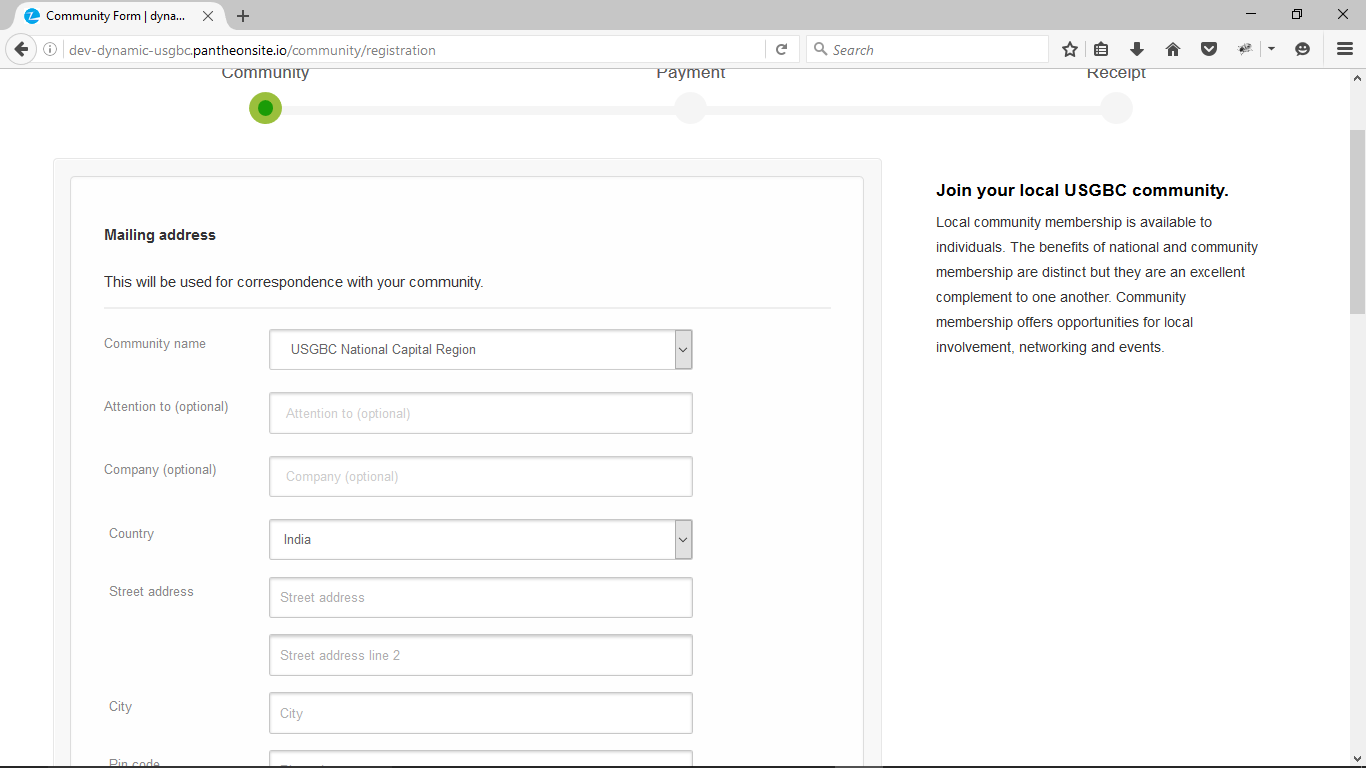 Community Form | dyna...
dev-dynamic-usgbc.pantheonsite.io/community/registration
Search
Community
Payment
Receipt
Mailing address
This will be used for correspondence with your community.
Community name
USGBC National Capital Region
Attention to (optional)
Attention to (optional)
Company (optional)
Company (optional)
Country
India
Street address
Street address
Street address line 2
City
City
Pin code
Join your local USGBC community.
Local community membership is available to
individuals. The benefits of national and community
membership are distinct but they are an excellent
complement to one another. Community
membership offers opportunities for local
involvement, networking and events.